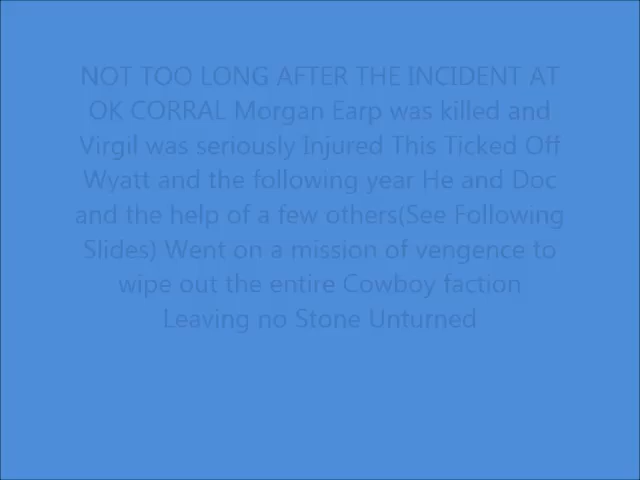 NOT TOO LONG AFTER THE INCIDENT AT
OK CORRAL Morgan Earp was killed and
Virgil was seriously Injured This Ticked Off
Wyatt and the following year He and Doc
and the help of a few others(See Following
Slides) Went on a mission of vengence to
wipe out the entire Cowboy faction
Leaving no Stone Unturned